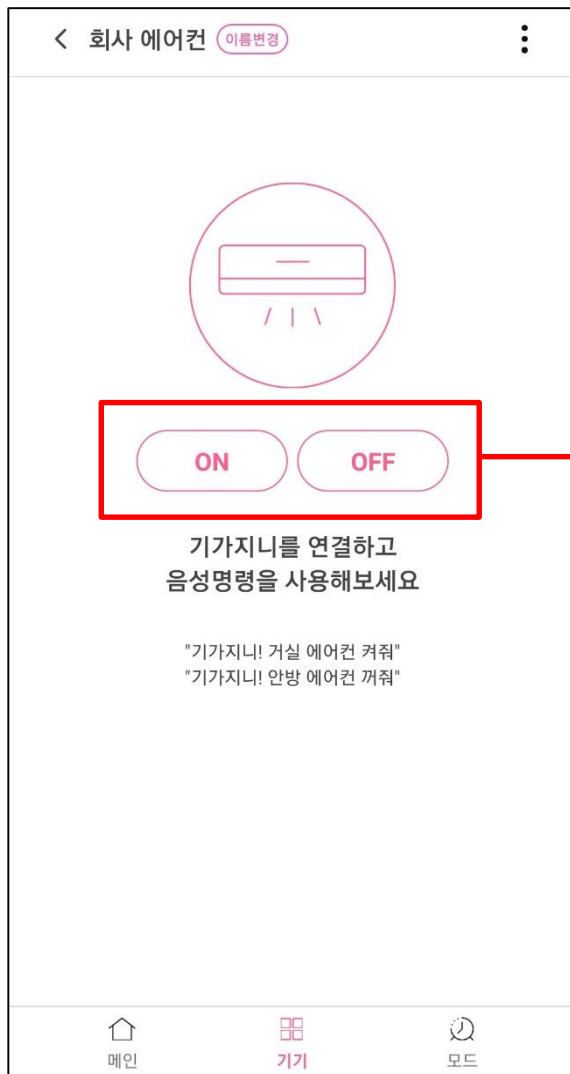 회사 에어컨 이름변경
ON OFF
기가지니를 연결하고
음성명령을 사용해보세요
"기가지니! 거실 에어컨 켜줘"
"기가지니! 안방 에어컨 꺼줘"
메인 기기 모드